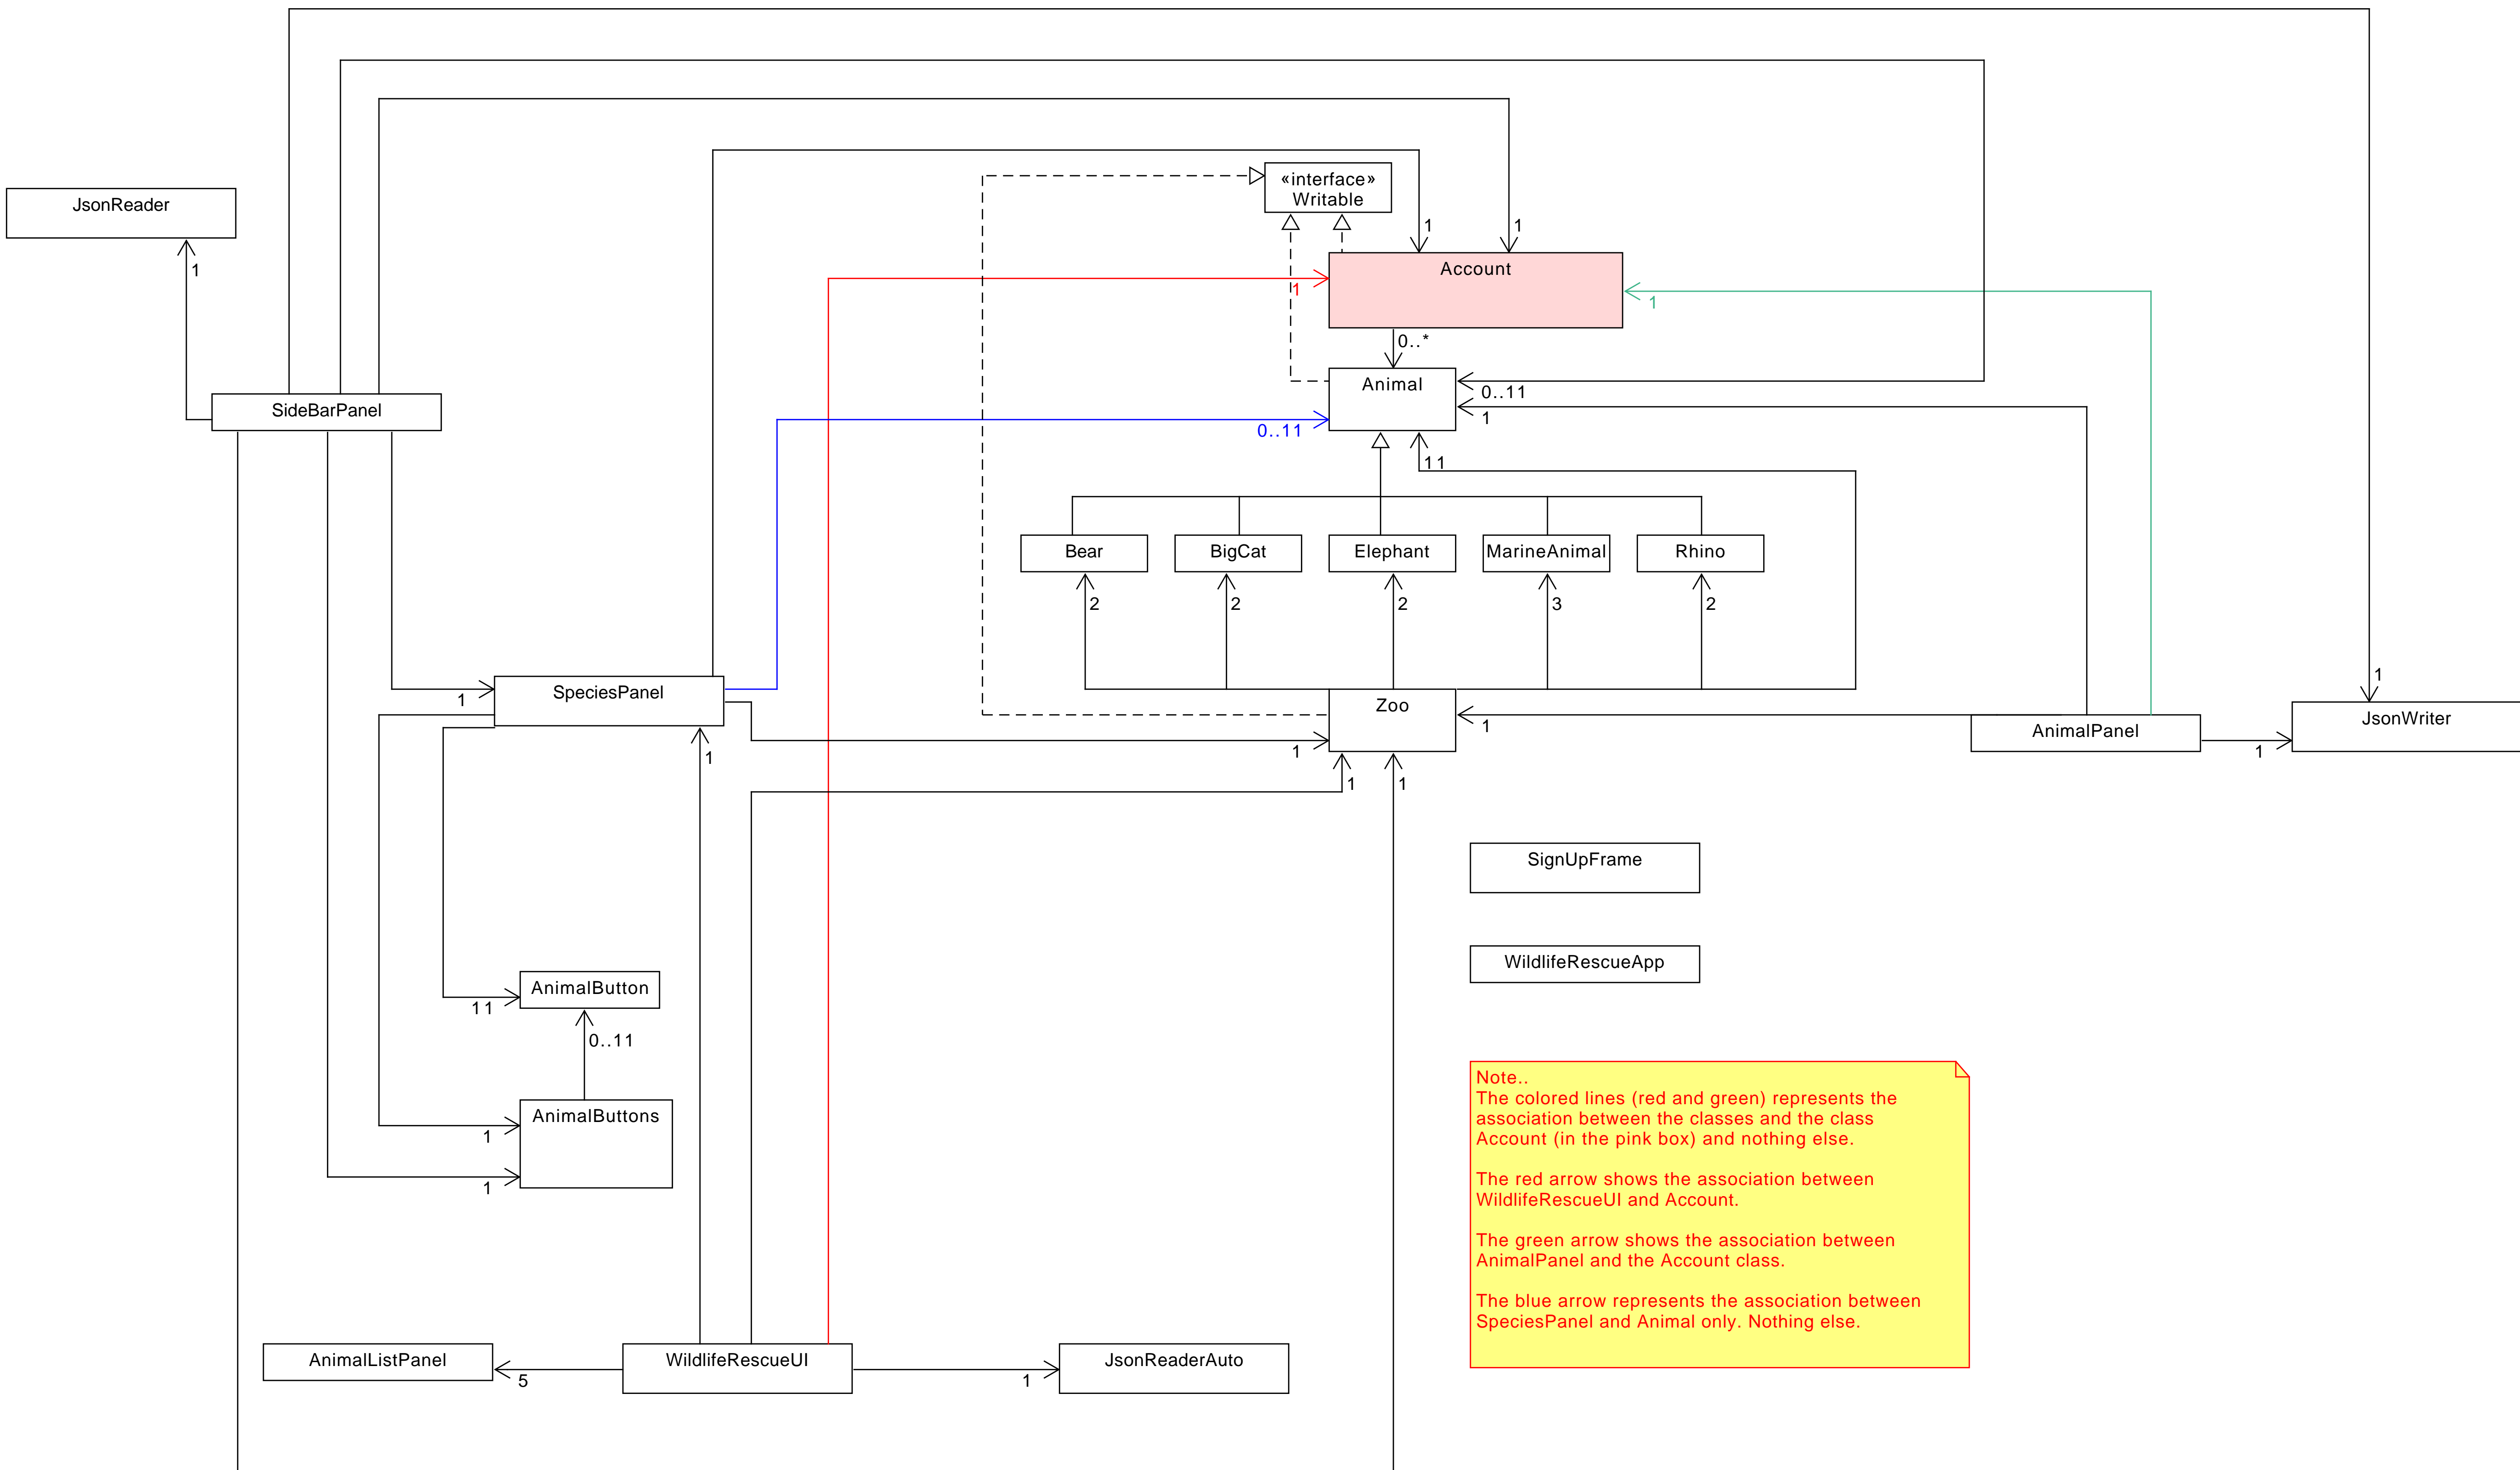 «interface»
Writable
JsonReader
1
1
1
Account
1
1
0..*
Animal
0..11
1
SideBarPanel
0..11
11
Bear
BigCat
Elephant
MarineAnimal
Rhino
2
2
2
3
2
1
SpeciesPanel
1
Zoo
1
JsonWriter
AnimalPanel
1
1
1
1
1
SignUpFrame
WildlifeRescueApp
AnimalButton
11
0..11
AnimalButtons
1
1
Note..
The colored lines (red and green) represents the
association between the classes and the class
Account (in the pink box) and nothing else.
The red arrow shows the association between
WildlifeRescueUI and Account.
The green arrow shows the association between
AnimalPanel and the Account class.
The blue arrow represents the association between
SpeciesPanel and Animal only. Nothing else.
AnimalListPanel
5
WildlifeRescueUI
1
JsonReaderAuto